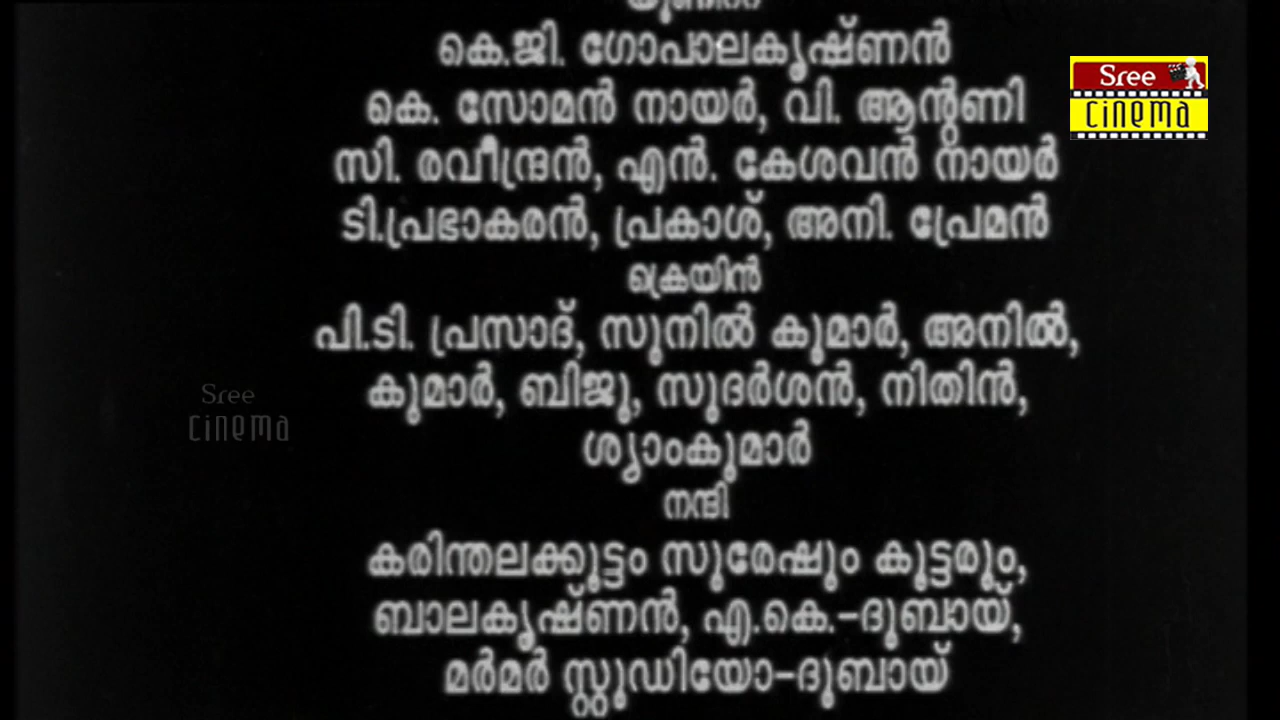 യൂണിററ്
കെ.ജി. ഗോപാലകൃഷ്ണൻ
Sree
cinema
കെ. സോമൻ നായർ, വി. ആന്റണി
സി. രവീന്ദ്രൻ, എൻ. കേശവൻ നായർ
ടി.പ്രഭാകരൻ, പ്രകാശ്, അനി. പ്രേമൻ
ക്രെയിൻ
പി.ടി. പ്രസാദ്, സുനിൽ കുമാർ, അനിൽ,
കുമാർ, ബിജു, സുദർശൻ, നിതിൻ,
Sree
cinema
ശ്യാംകുമാർ
നന്ദി
കരിന്തലക്കൂട്ടം സുരേഷും കൂട്ടരും,
ബാലകൃഷ്ണൻ, എ.കെ.-ദുബായ്,
മർമർ സ്റ്റുഡിയോ-ദുബായ്